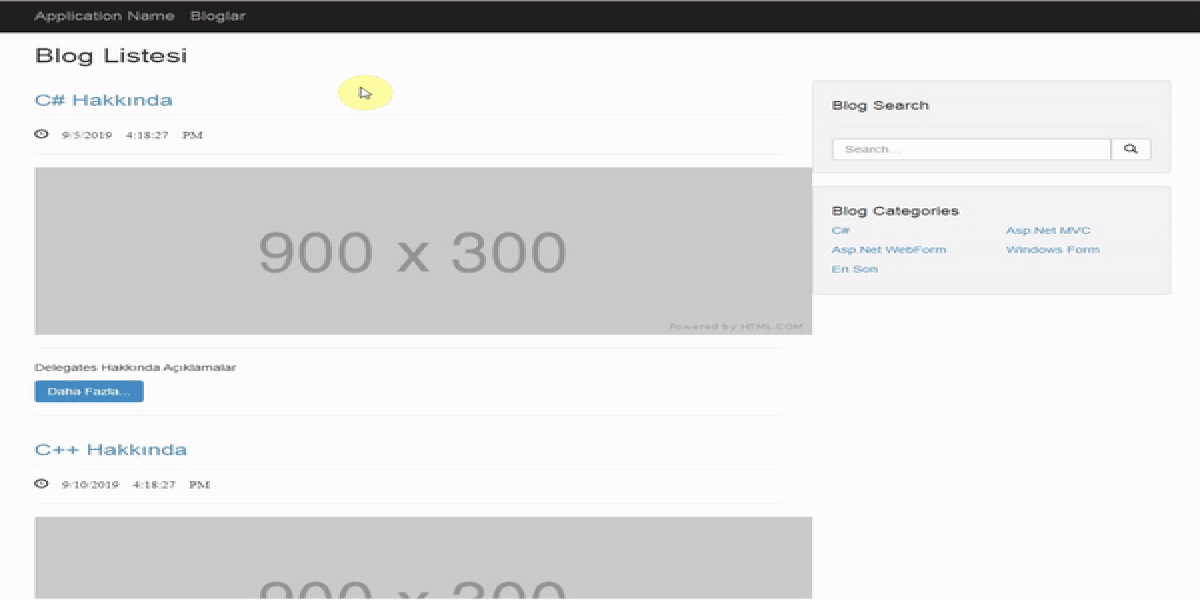 Application Name Bloglar
Blog Listesi
C# Hakkında
9/5/2019 4:18:27 PM
900 x 300
Powered by HTML.COM
Delegates Hakkında Açıklamalar
Daha Fazla...
C++ Hakkında
9/10/2019 4:18:27 PM
900 x 300
Blog Search
Search...
Blog Categories
C# Asp.Net MVC
Asp.Net WebForm Windows Form
En Son